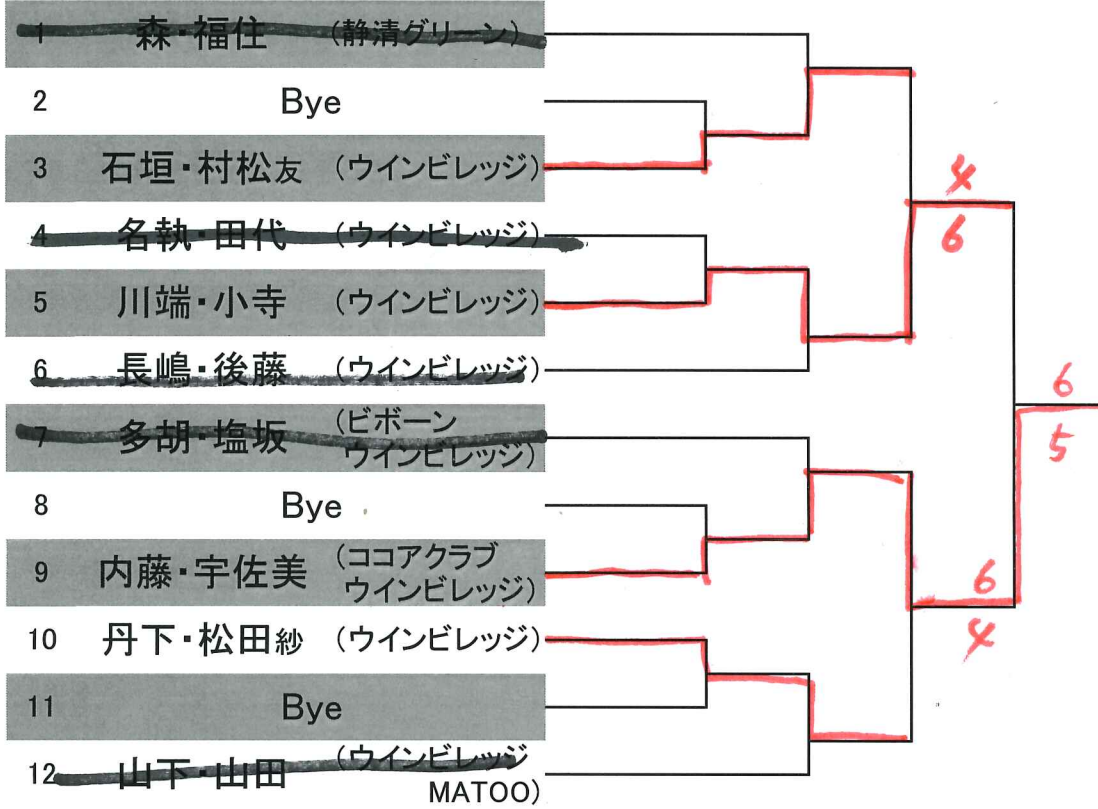 1 森・福住 (静清グリーン)
2 Bye
3 石垣・村松友 (ウインビレッジ)
4 名執・田代 (ウインビレッジ)
5 川端・小寺 (ウインビレッジ)
6 長嶋・後藤 (ウインビレッジ)
7 多胡・塩坂 (ビボーン
ウインビレッジ)
8 Bye
9 内藤・宇佐美 (ココアクラブ
ウインビレッジ)
10 丹下・松田紗 (ウインビレッジ)
11 Bye
12 山下・山田 (ウインビレッジ
MATOO)
4
6
6
5
6
4